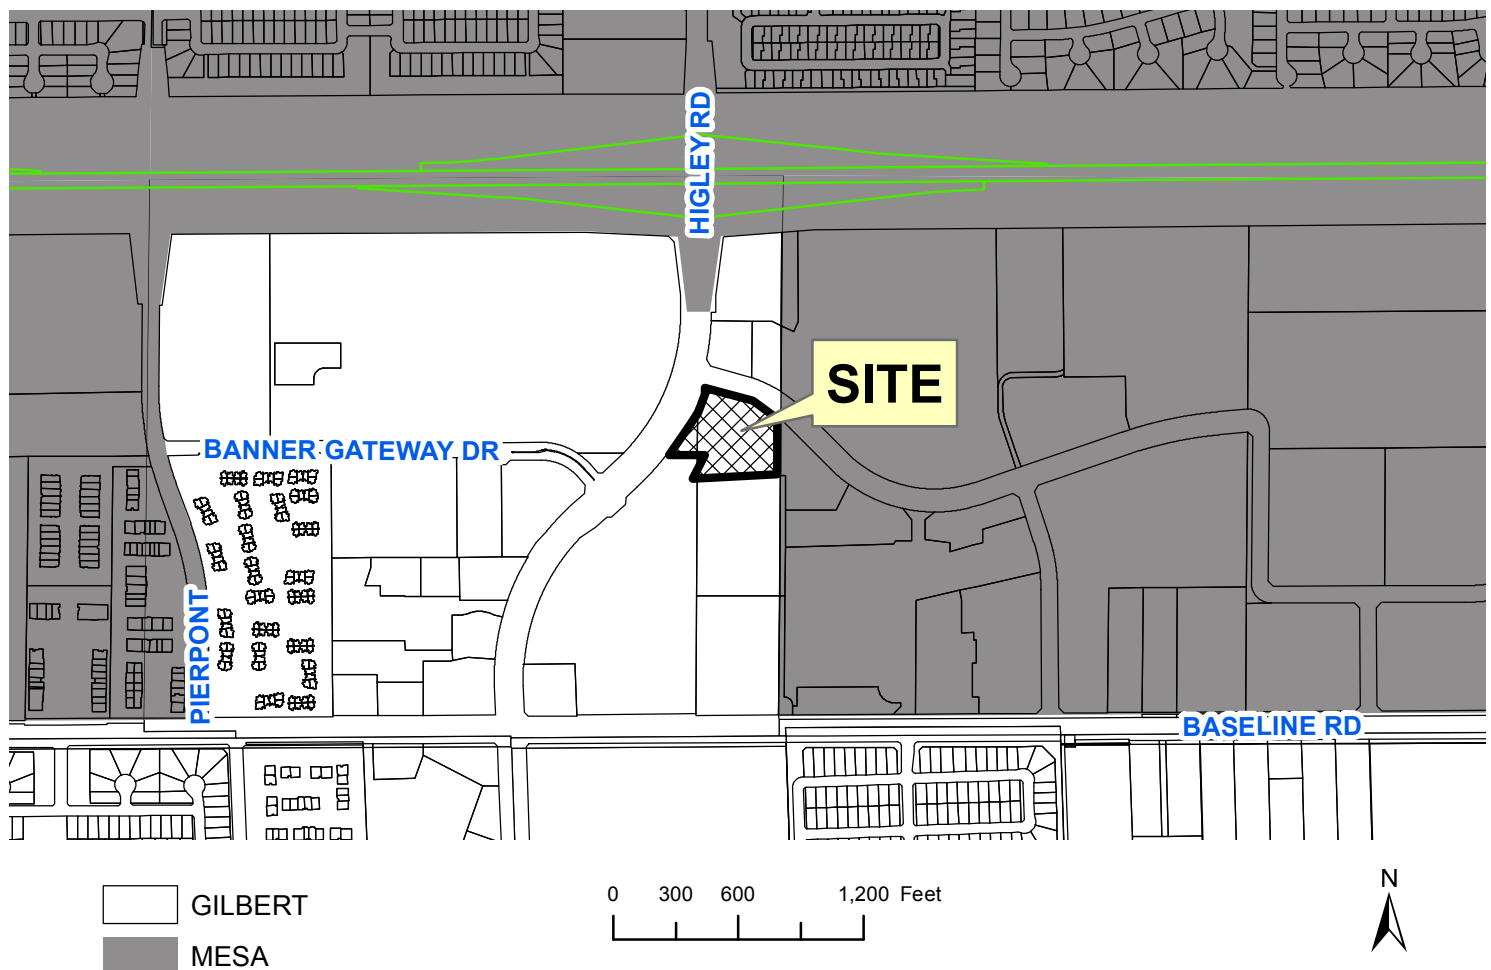 HIGLEY RD
SITE
BANNER GATEWAY DR
PIERPONT
BASELINE RD
GILBERT
MESA
0 300 600 1,200 Feet
N